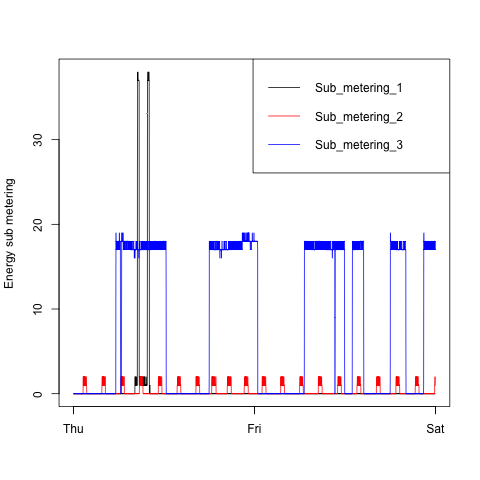 Sub_metering_1
Sub_metering_2
Sub_metering_3
Energy sub metering
30
20
10
0
Thu Fri Sat